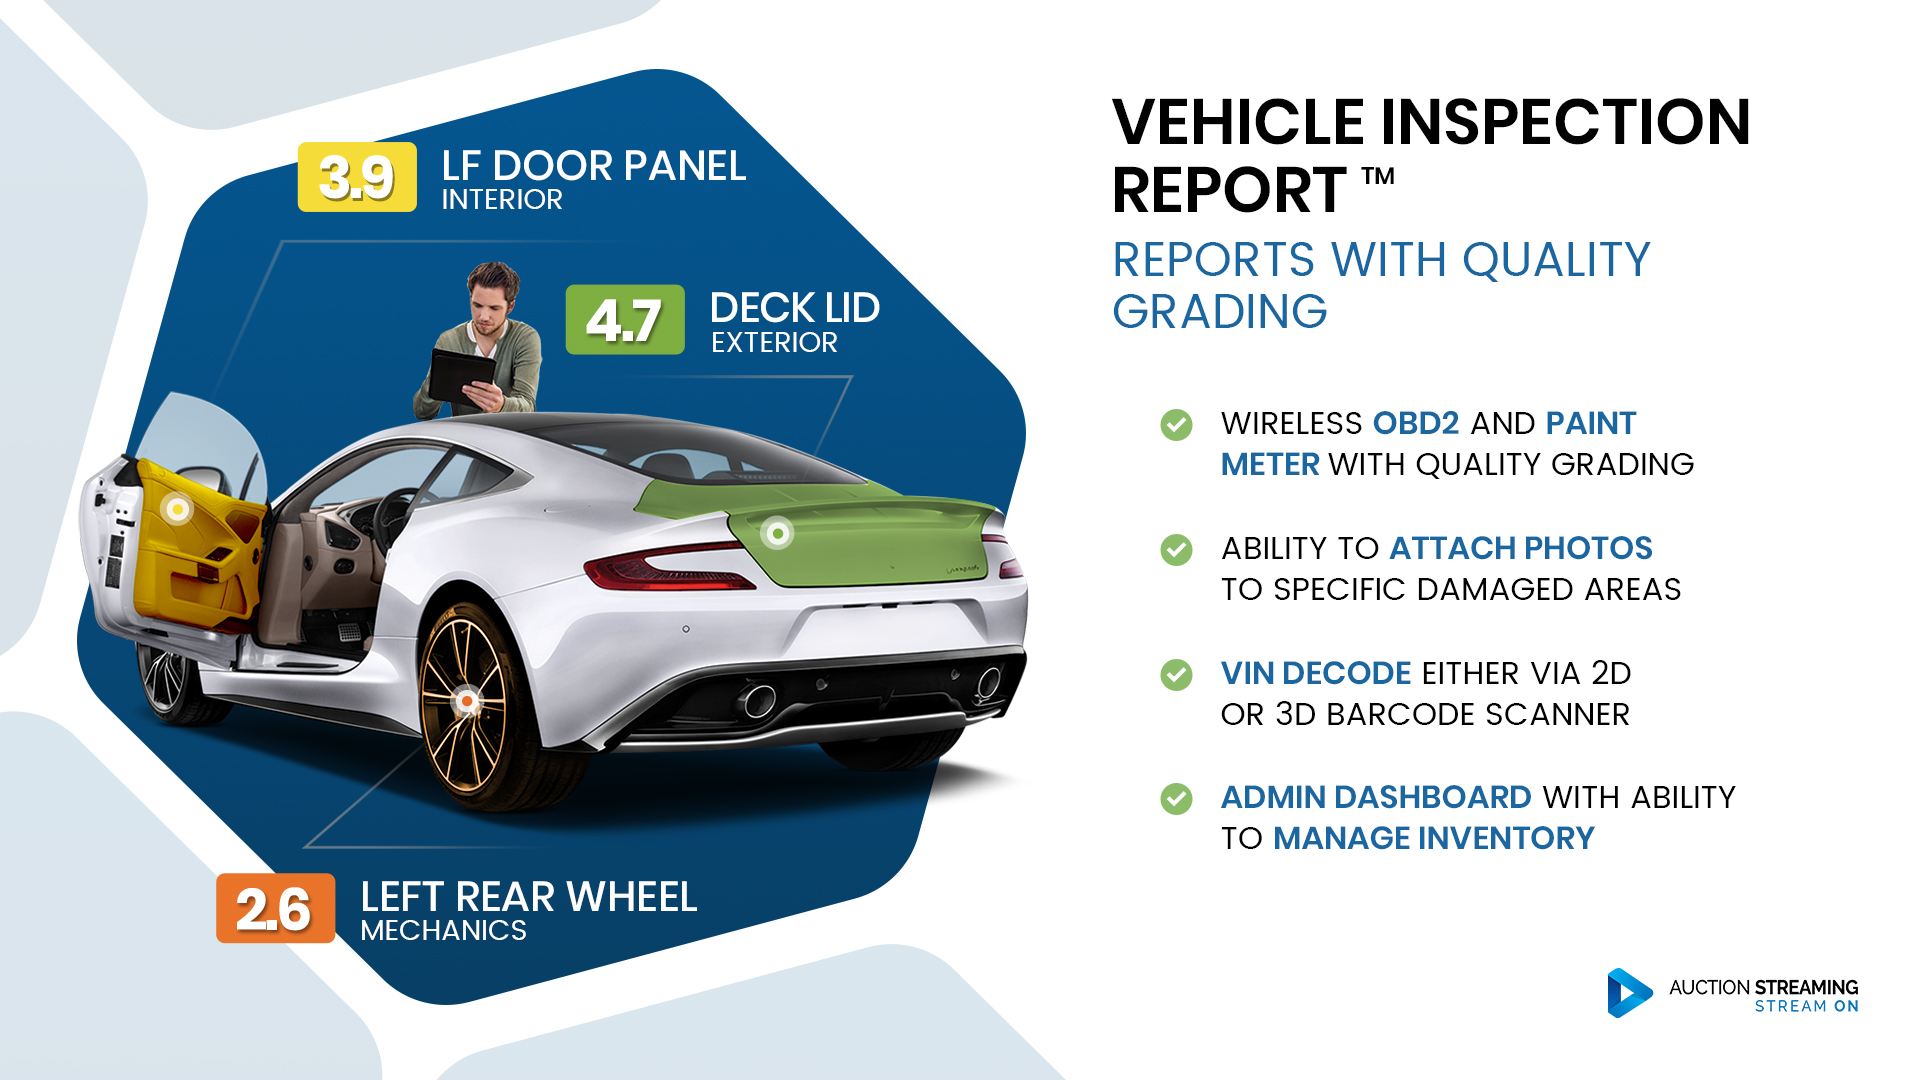 3.9
LF DOOR PANEL
INTERIOR
4.7
DECK LID
EXTERIOR
2.6
LEFT REAR WHEEL
MECHANICS
VEHICLE INSPECTION
REPORT ™
REPORTS WITH QUALITY
GRADING
WIRELESS OBD2 AND PAINT
METER WITH QUALITY GRADING
ABILITY TO ATTACH PHOTOS
TO SPECIFIC DAMAGED AREAS
VIN DECODE EITHER VIA 2D
OR 3D BARCODE SCANNER
ADMIN DASHBOARD WITH ABILITY
TO MANAGE INVENTORY
AUCTION STREAMING
STREAM ON